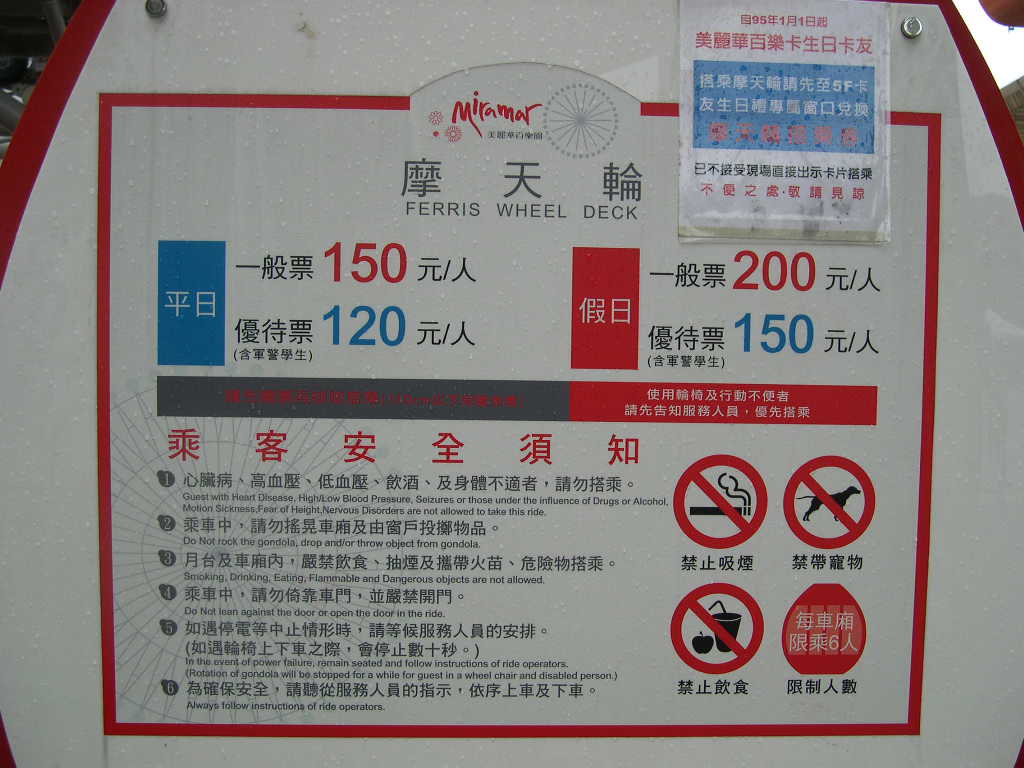 自95年1月1日起
美麗華百樂卡生日卡友
搭乘摩天輪請先至5F卡
友生日禮專屬窗口兌換
已不接受現場直接出示卡片搭乘
不便之處‧敬請見諒
Miramar
美麗華百樂園
摩天輪
FERRIS WHEEL DECK
平日
一般票 150 元/人
優待票 120 元/人
(含軍警學生)
假日
一般票 200 元/人
優待票 150 元/人
(含軍警學生)
使用輪椅及行動不便者
請先告知服務人員，優先搭乘
乘客安全須知
1 心臟病、高血壓、低血壓、飲酒、及身體不適者，請勿搭乘。
Guest with Heart Disease, High/Low Blood Pressure, Seizures or those under the influence of Drugs or Alcohol,
Motion Sickness,Fear of Height,Nervous Disorders are not allowed to take this ride.
2 乘車中，請勿搖晃車廂及由窗戶投擲物品。
Do Not rock the gondola, drop and/or throw object from gondola.
3 月台及車廂內，嚴禁飲食、抽煙及攜帶火苗、危險物搭乘。
Smoking, Drinking, Eating, Flammable and Dangerous objects are not allowed.
4 乘車中，請勿倚靠車門，並嚴禁開門。
Do Not lean against the door or open the door in the ride.
5 如遇停電等中止情形時，請等候服務人員的安排。
(如遇輪椅上下車之際，會停止數十秒。)
In the event of power failure, remain seated and follow instructions of ride operators.
(Rotation of gondola will be stopped for a while for guest in a wheel chair and disabled person.)
6 為確保安全，請聽從服務人員的指示，依序上車及下車。
Always follow instructions of ride operators.
禁止吸煙
禁帶寵物
每車廂
限乘6人
禁止飲食
限制人數